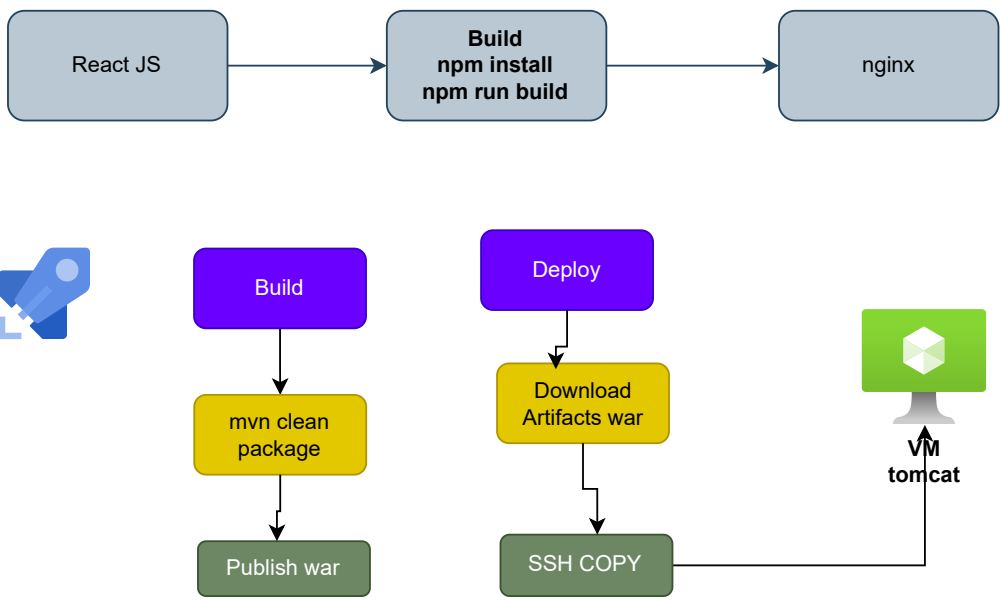 React JS
Build
npm install
npm run build
nginx
Build
mvn clean
package
Publish war
Deploy
Download
Artifacts war
SSH COPY
VM
tomcat